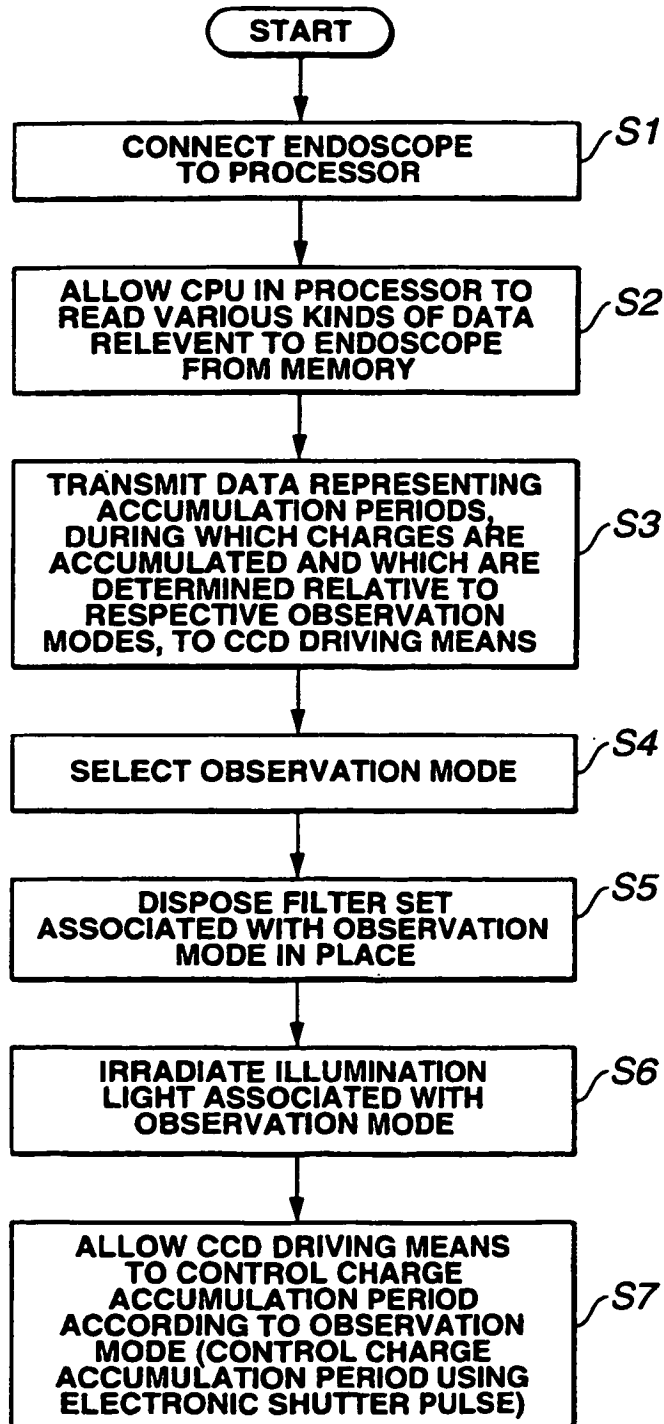 START
CONNECT ENDOSCOPE
TO PROCESSOR
S1
ALLOW CPU IN PROCESSOR TO
READ VARIOUS KINDS OF DATA
RELEVENT TO ENDOSCOPE
FROM MEMORY
S2
TRANSMIT DATA REPRESENTING
ACCUMULATION PERIODS,
DURING WHICH CHARGES ARE
ACCUMULATED AND WHICH ARE
DETERMINED RELATIVE TO
RESPECTIVE OBSERVATION
MODES, TO CCD DRIVING MEANS
S3
SELECT OBSERVATION MODE
S4
DISPOSE FILTER SET
ASSOCIATED WITH OBSERVATION
MODE IN PLACE
S5
IRRADIATE ILLUMINATION
LIGHT ASSOCIATED WITH
OBSERVATION MODE
S6
ALLOW CCD DRIVING MEANS
TO CONTROL CHARGE
ACCUMULATION PERIOD
ACCORDING TO OBSERVATION
MODE (CONTROL CHARGE
ACCUMULATION PERIOD USING
ELECTRONIC SHUTTER PULSE)
S7